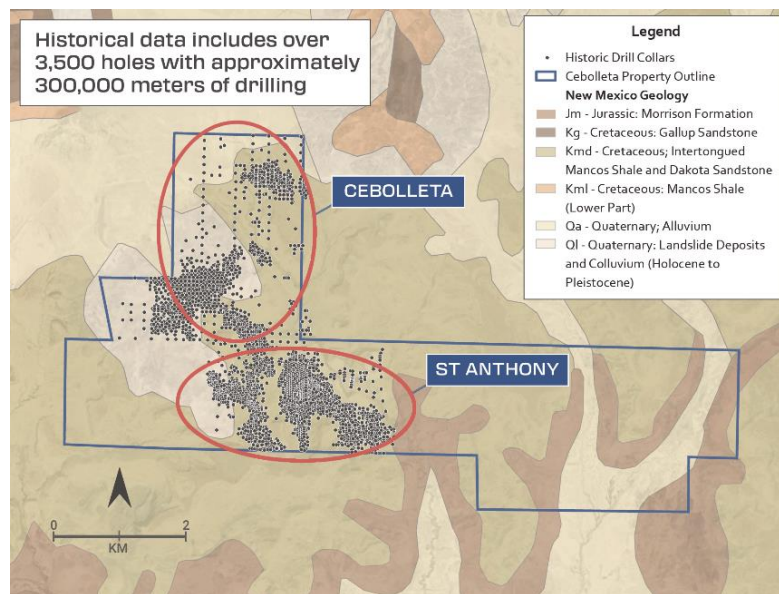 Historical data includes over
3,500 holes with approximately
300,000 meters of drilling
Legend
Historic Drill Collars
Cebolleta Property Outline
New Mexico Geology
Jm - Jurassic: Morrison Formation
Kg - Cretaceous: Gallup Sandstone
Kmd - Cretaceous; Intertongued
Mancos Shale and Dakota Sandstone
Kml - Cretaceous: Mancos Shale
(Lower Part)
Qa - Quaternary; Alluvium
Ql - Quaternary: Landslide Deposits
and Colluvium (Holocene to
Pleistocene)
CEBOLLETA
ST ANTHONY
0 2
KM